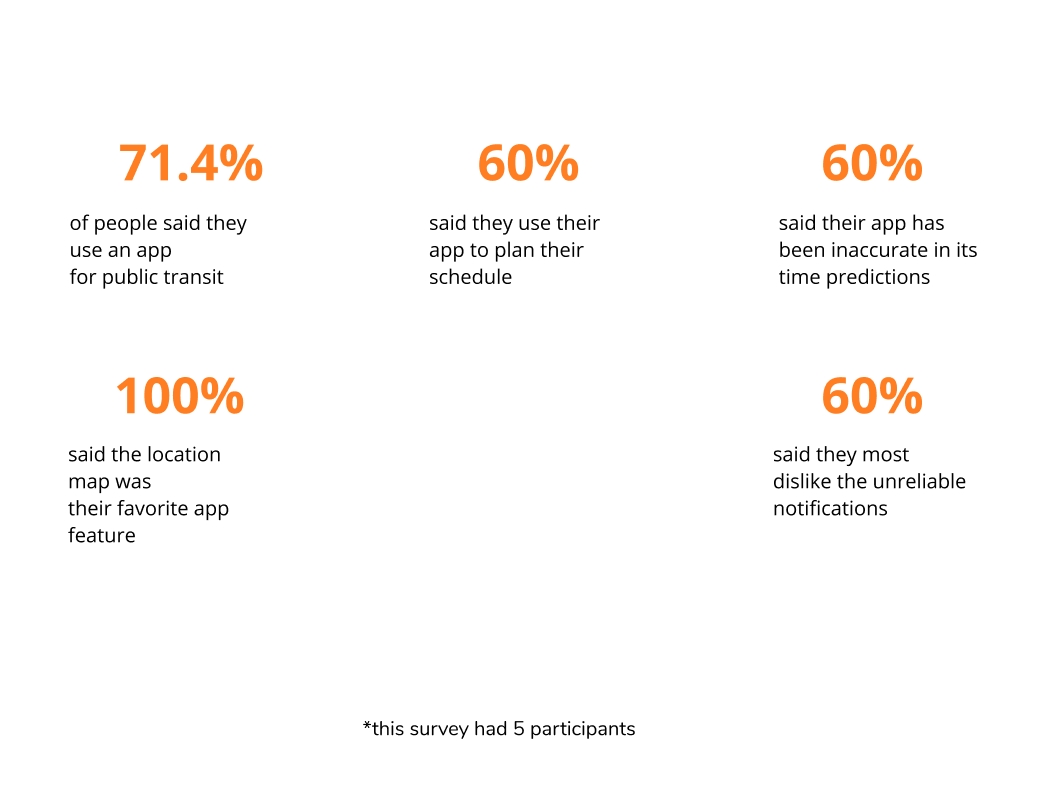 71.4%
of people said they
use an app
for public transit
60%
said they use their
app to plan their
schedule
60%
said their app has
been inaccurate in its
time predictions
100%
said the location
map was
their favorite app
feature
60%
said they most
dislike the unreliable
notifications
*this survey had 5 participants